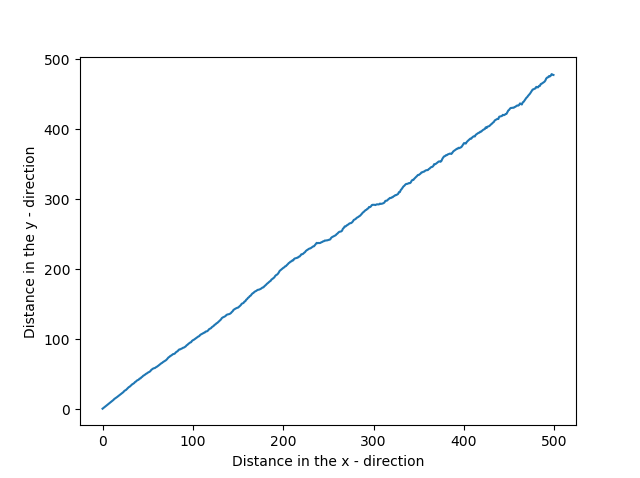 500
400
300
200
100
0
Distance in the y - direction
0 100 200 300 400 500
Distance in the x - direction